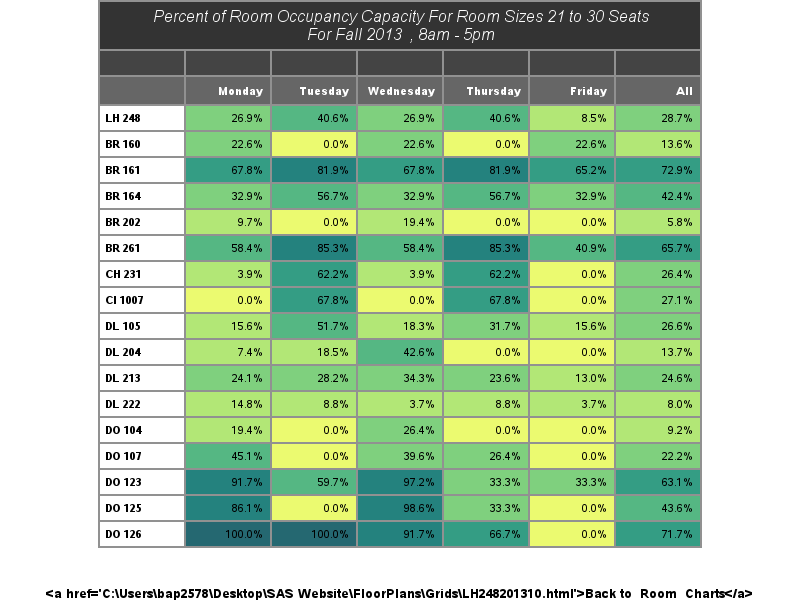 Percent of Room Occupancy Capacity For Room Sizes 21 to 30 Seats
For Fall 2013 , 8am - 5pm
Monday Tuesday Wednesday Thursday Friday All
LH 248 26.9% 40.6% 26.9% 40.6% 8.5% 28.7%
BR 160 22.6% 0.0% 22.6% 0.0% 22.6% 13.6%
BR 161 67.8% 81.9% 67.8% 81.9% 65.2% 72.9%
BR 164 32.9% 56.7% 32.9% 56.7% 32.9% 42.4%
BR 202 9.7% 0.0% 19.4% 0.0% 0.0% 5.8%
BR 261 58.4% 85.3% 58.4% 85.3% 40.9% 65.7%
CH 231 3.9% 62.2% 3.9% 62.2% 0.0% 26.4%
CI 1007 0.0% 67.8% 0.0% 67.8% 0.0% 27.1%
DL 105 15.6% 51.7% 18.3% 31.7% 15.6% 26.6%
DL 204 7.4% 18.5% 42.6% 0.0% 0.0% 13.7%
DL 213 24.1% 28.2% 34.3% 23.6% 13.0% 24.6%
DL 222 14.8% 8.8% 3.7% 8.8% 3.7% 8.0%
DO 104 19.4% 0.0% 26.4% 0.0% 0.0% 9.2%
DO 107 45.1% 0.0% 39.6% 26.4% 0.0% 22.2%
DO 123 91.7% 59.7% 97.2% 33.3% 33.3% 63.1%
DO 125 86.1% 0.0% 98.6% 33.3% 0.0% 43.6%
DO 126 100.0% 100.0% 91.7% 66.7% 0.0% 71.7%
<a href='C:\Users\bap2578\Desktop\SAS Website\FloorPlans\Grids\LH248201310.html'>Back to Room Charts</a>